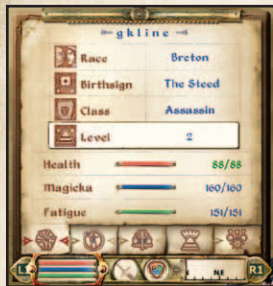 gkline
Race Breton
Birthsign The Steed
Class Assassin
Level 2
Health 88/88
Magicka 160/160
Fatigue 151/151
L1 NE R1